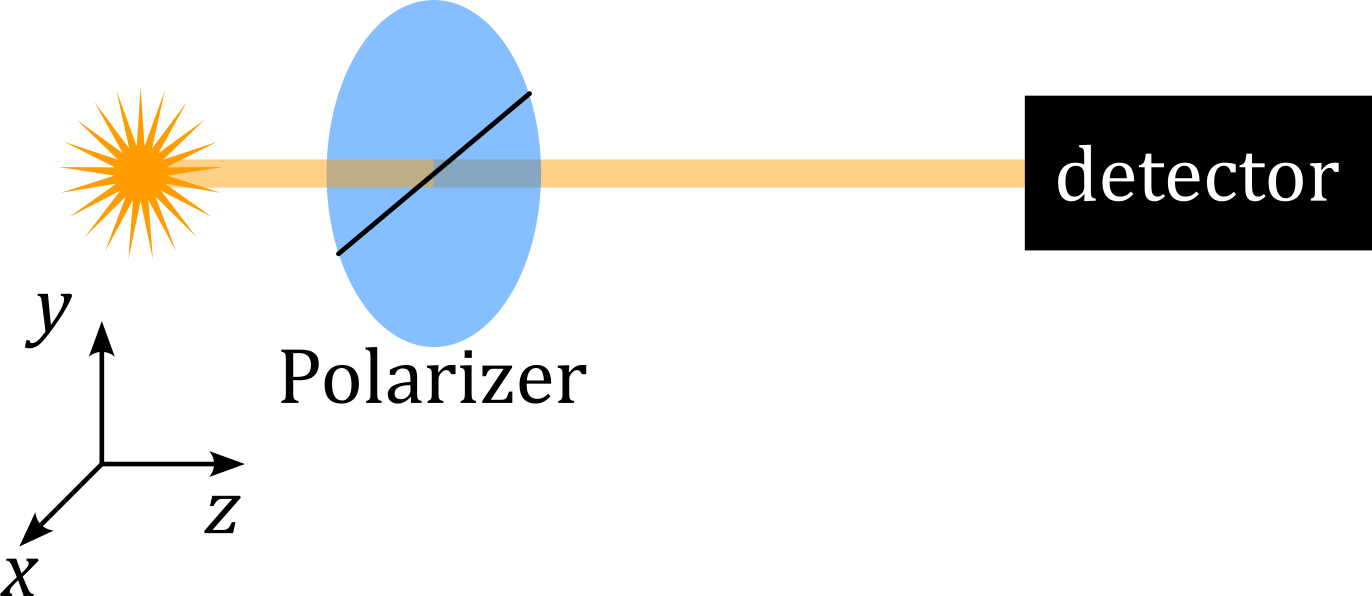 detector
y
Polarizer
z
x